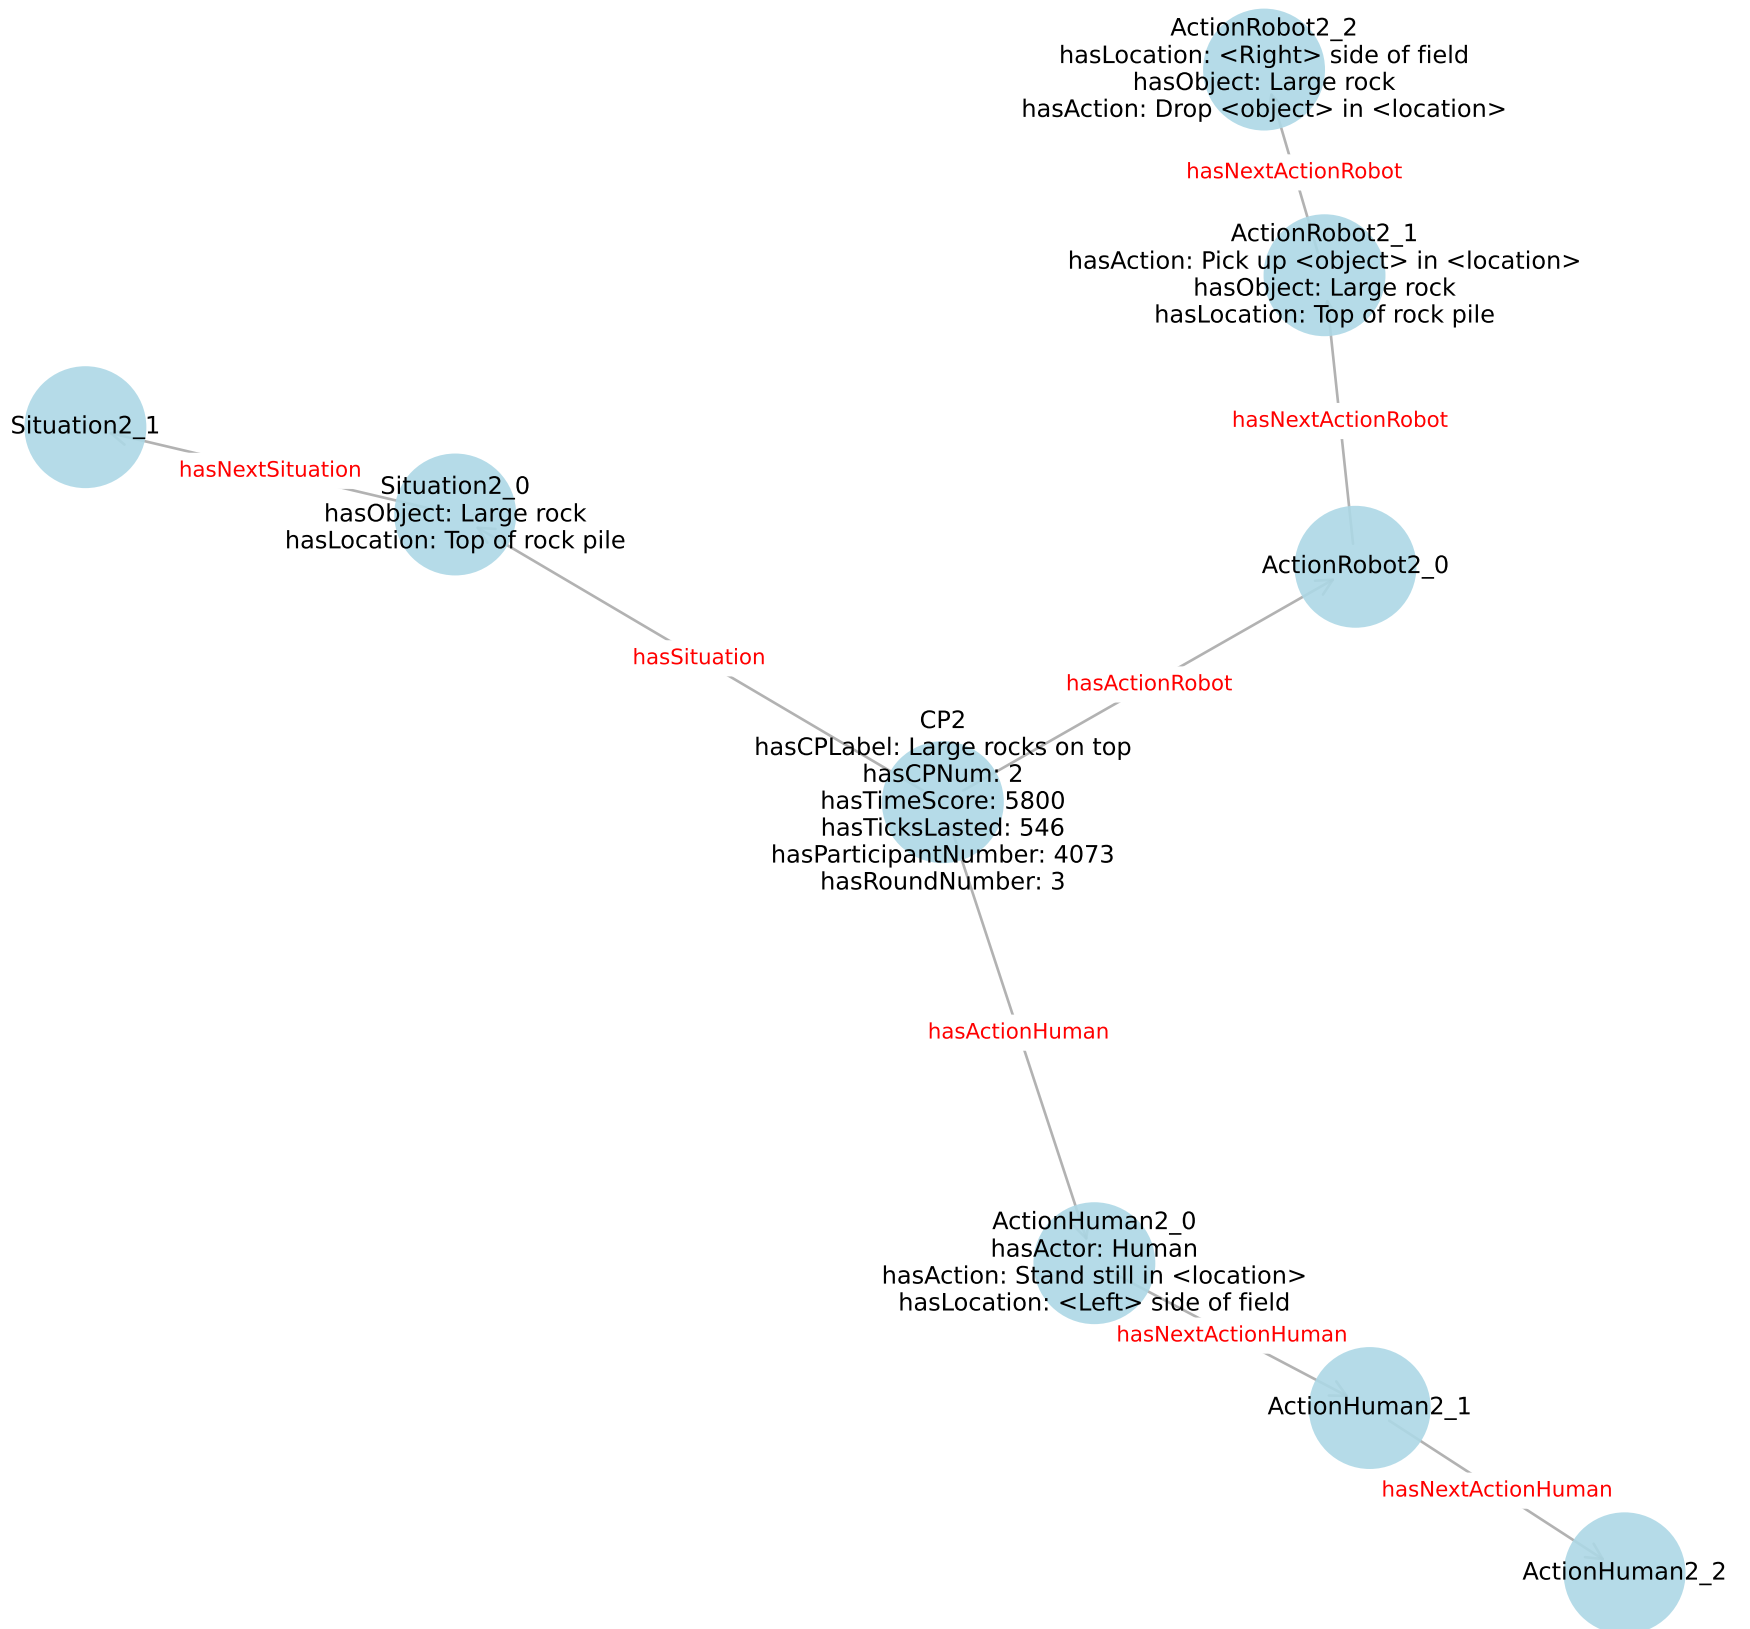 ActionRobot2_2
hasLocation: <Right> side of field
hasObject: Large rock
hasAction: Drop <object> in <location>
hasNextActionRobot
ActionRobot2_1
hasAction: Pick up <object> in <location>
hasObject: Large rock
hasLocation: Top of rock pile
hasNextActionRobot
Situation2_1
hasNextSituation
Situation2_0
hasObject: Large rock
hasLocation: Top of rock pile
ActionRobot2_0
hasSituation
hasActionRobot
CP2
hasCPLabel: Large rocks on top
hasCPNum: 2
hasTimeScore: 5800
hasTicksLasted: 546
hasParticipantNumber: 4073
hasRoundNumber: 3
hasActionHuman
ActionHuman2_0
hasActor: Human
hasAction: Stand still in <location>
hasLocation: <Left> side of field
hasNextActionHuman
ActionHuman2_1
hasNextActionHuman
ActionHuman2_2